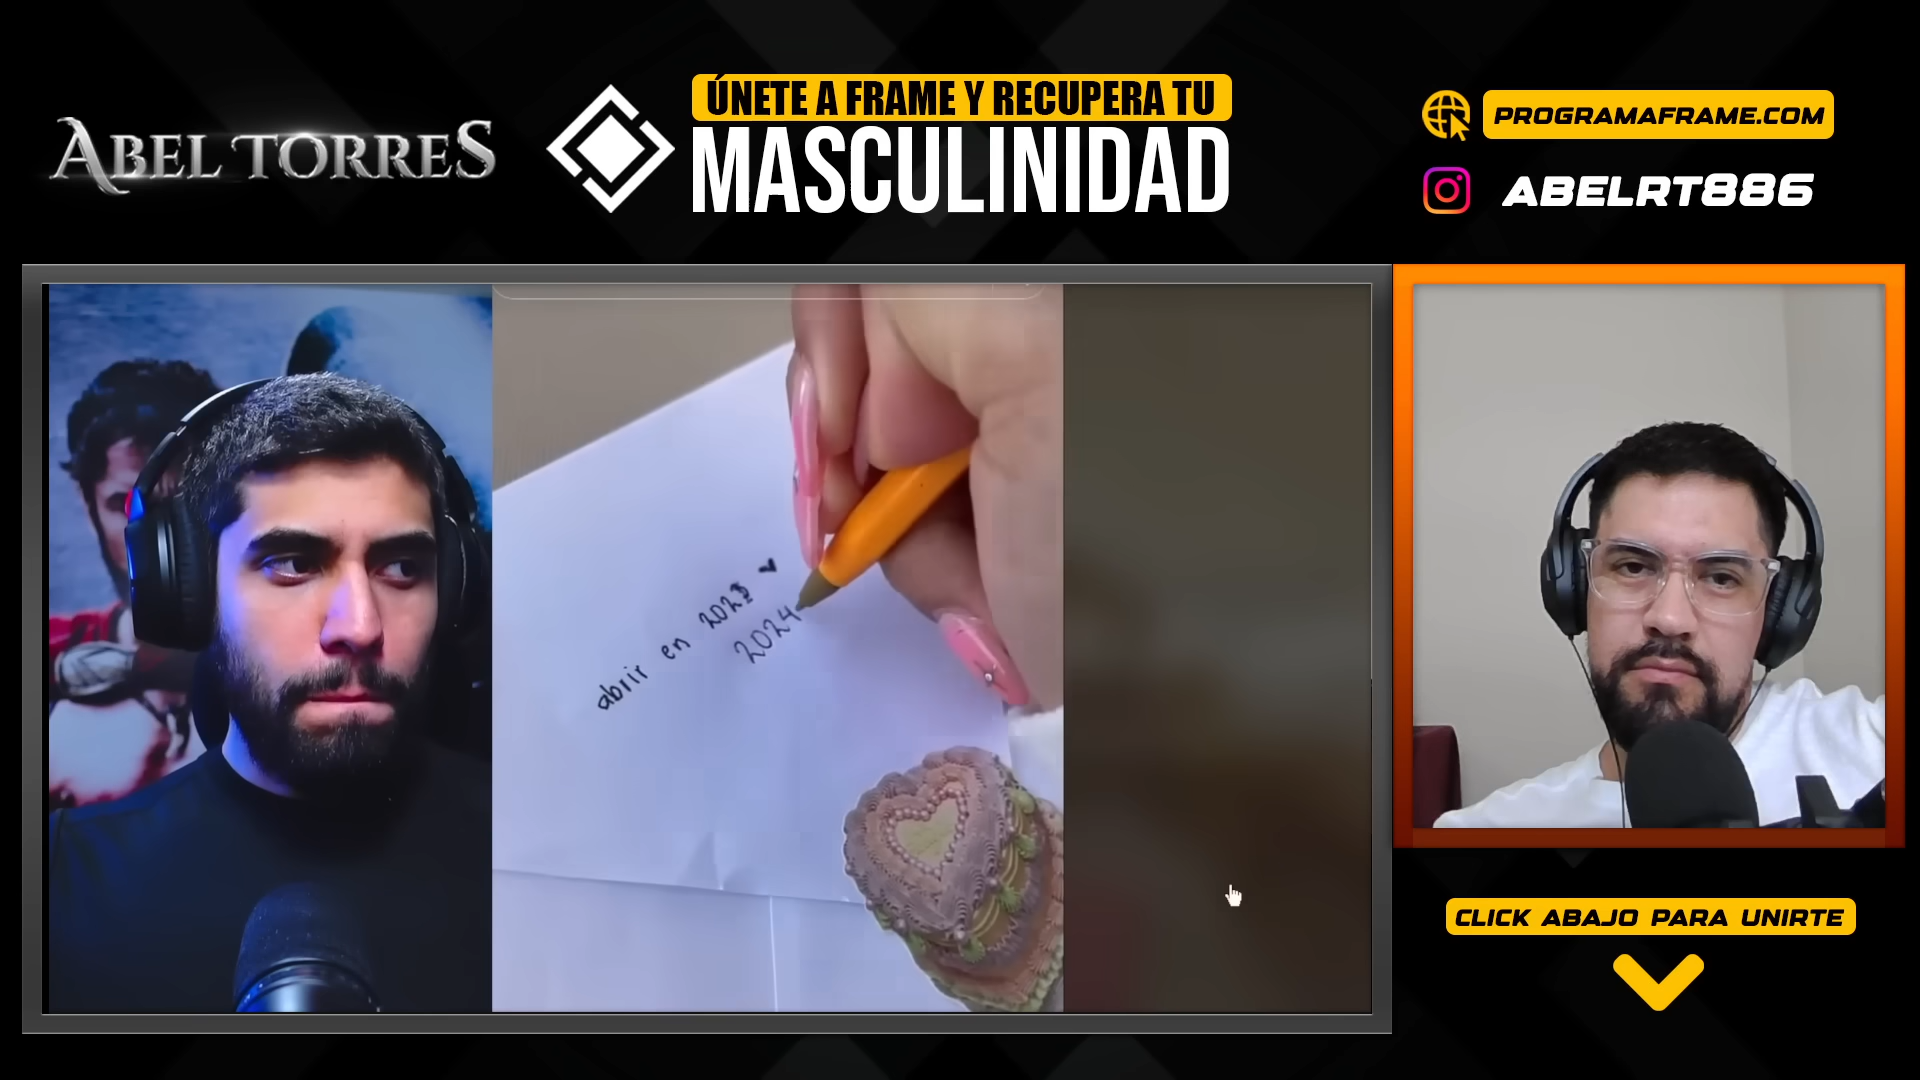 ABEL TORRES
ÚNETE A FRAME Y RECUPERA TU
MASCULINIDAD
PROGRAMAFRAME.COM
ABELRT886
abrir en 2023
2024
CLICK ABAJO PARA UNIRTE